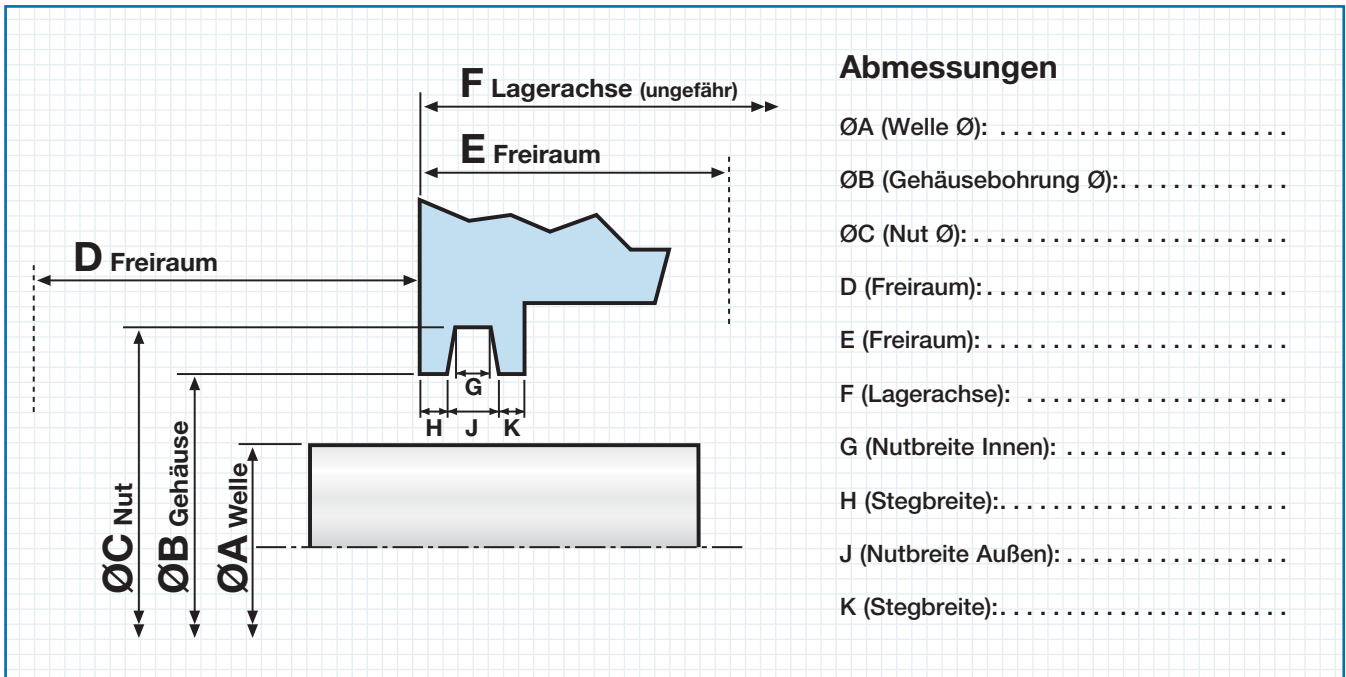 F Lagerachse (ungefähr)
E Freiraum
D Freiraum
G
H J K
ØC Nut
ØB Gehäuse
ØA Welle
Abmessungen
ØA (Welle Ø): . . . . . . . . . . . . . . . . . . . . . .
ØB (Gehäusebohrung Ø):. . . . . . . . . . . . .
ØC (Nut Ø): . . . . . . . . . . . . . . . . . . . . . . . .
D (Freiraum): . . . . . . . . . . . . . . . . . . . . . . .
E (Freiraum): . . . . . . . . . . . . . . . . . . . . . . .
F (Lagerachse): . . . . . . . . . . . . . . . . . . . .
G (Nutbreite Innen): . . . . . . . . . . . . . . . . .
H (Stegbreite):. . . . . . . . . . . . . . . . . . . . . .
J (Nutbreite Außen): . . . . . . . . . . . . . . . . .
K (Stegbreite):. . . . . . . . . . . . . . . . . . . . . .